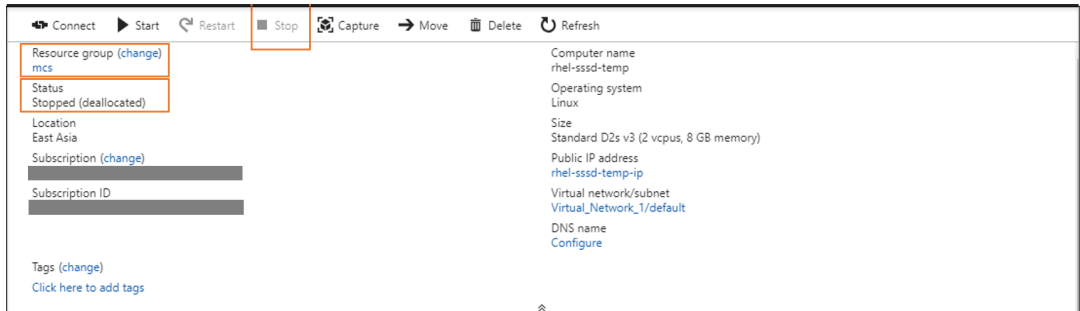 Connect Start Restart Stop Capture Move Delete Refresh
Resource group (change)
mcs
Status
Stopped (deallocated)
Location
East Asia
Subscription (change)
Subscription ID
Tags (change)
Click here to add tags
Computer name
rhel-sssd-temp
Operating system
Linux
Size
Standard D2s v3 (2 vcpus, 8 GB memory)
Public IP address
rhel-sssd-temp-ip
Virtual network/subnet
Virtual_Network_1/default
DNS name
Configure